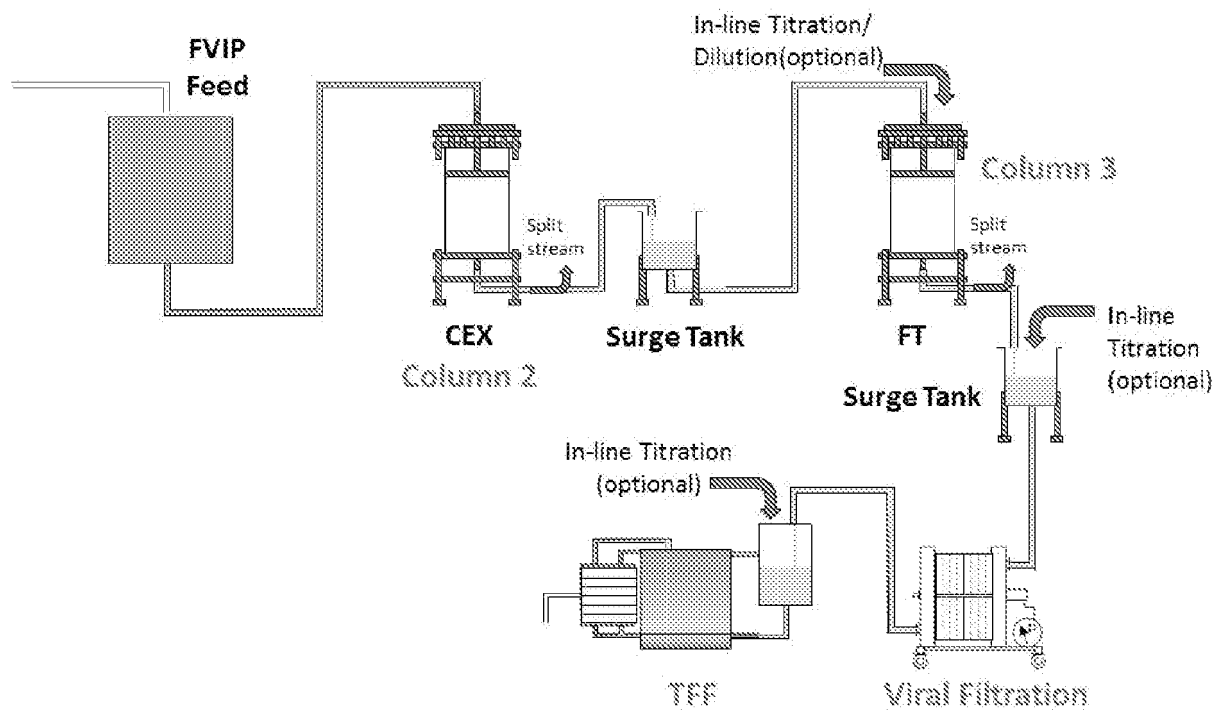 FVIP
Feed
In-line Titration/
Dilution(optional)
Column 3
Split
stream
Split
stream
CEX
Column 2
Surge Tank
FT
In-line
Titration
(optional)
Surge Tank
In-line Titration
(optional)
TFF
Viral Filtration